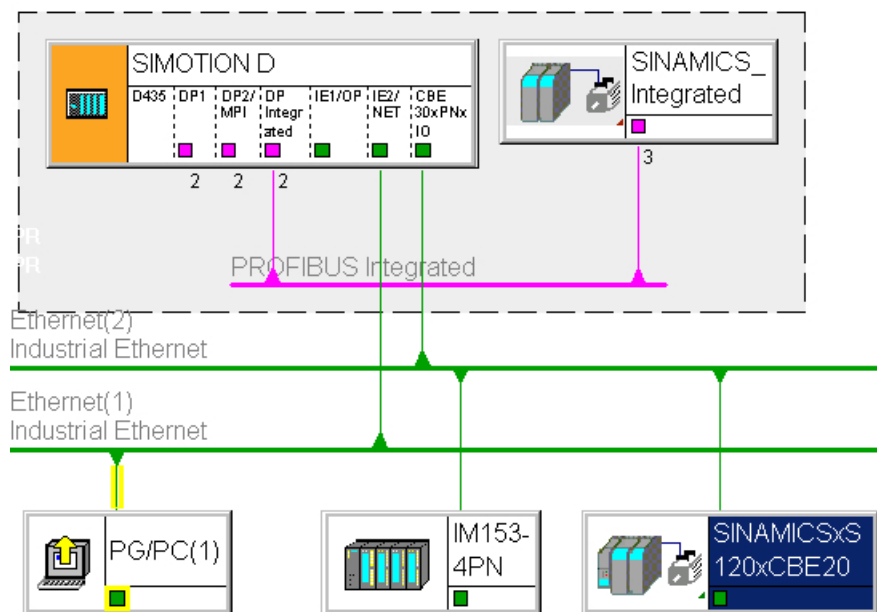 SIMOTION D
D435 DP1 DP2/ DP IE1/OP IE2/ CBE
MPI Integr NET 30xPNx
ated IO
2 2 2
SINAMICS_
Integrated
3
PR
PR
PROFIBUS Integrated
Ethernet(2)
Industrial Ethernet
Ethernet(1)
Industrial Ethernet
PG/PC(1)
IM153-
4PN
SINAMICSxS
120xCBE20